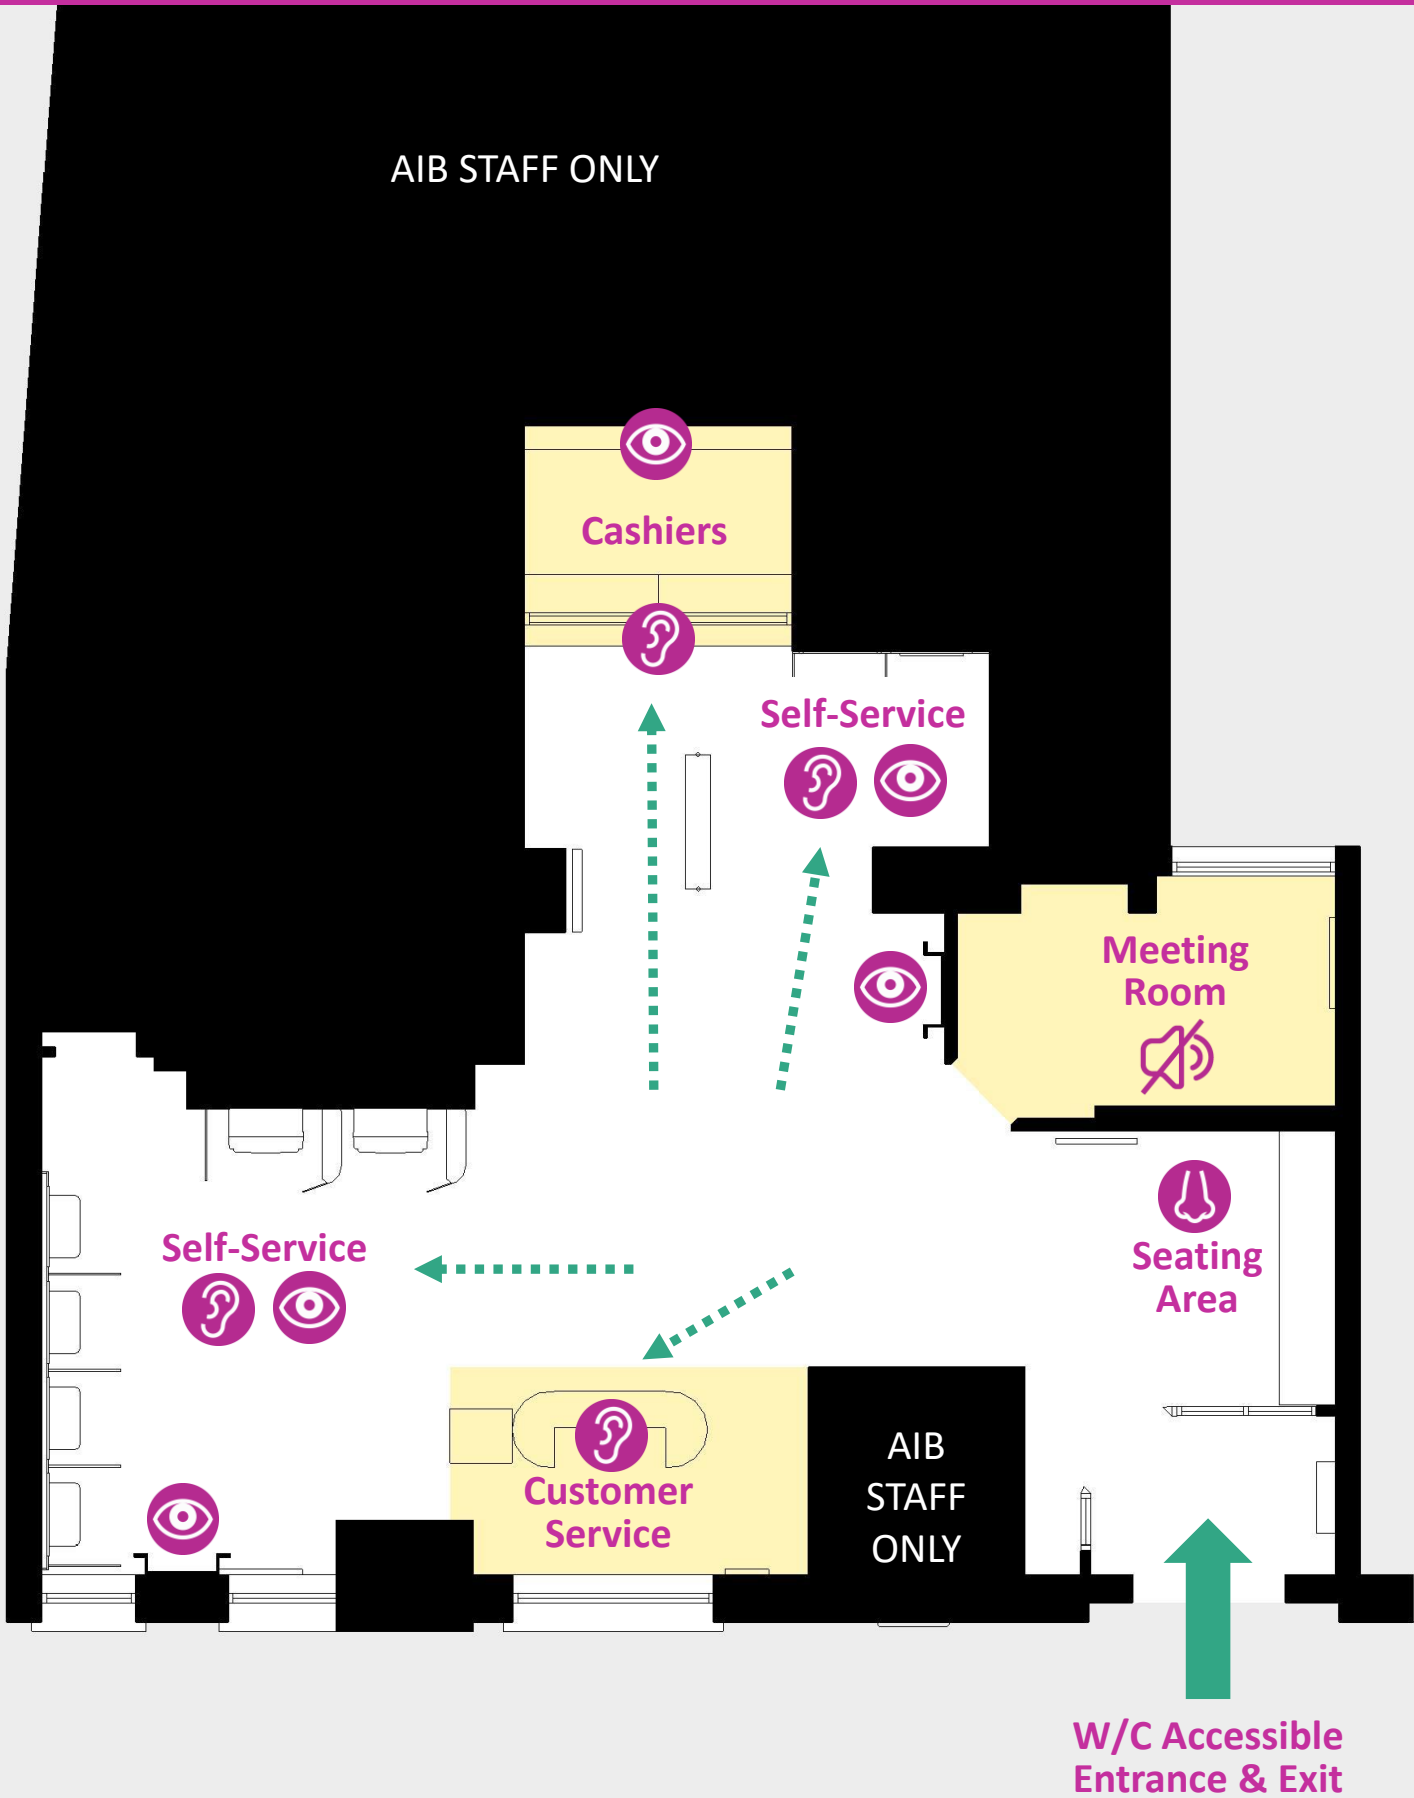 AIB STAFF ONLY
Cashiers
Self-Service
Meeting
Room
Self-Service
Seating
Area
Customer
Service
AIB
STAFF
ONLY
W/C Accessible
Entrance & Exit